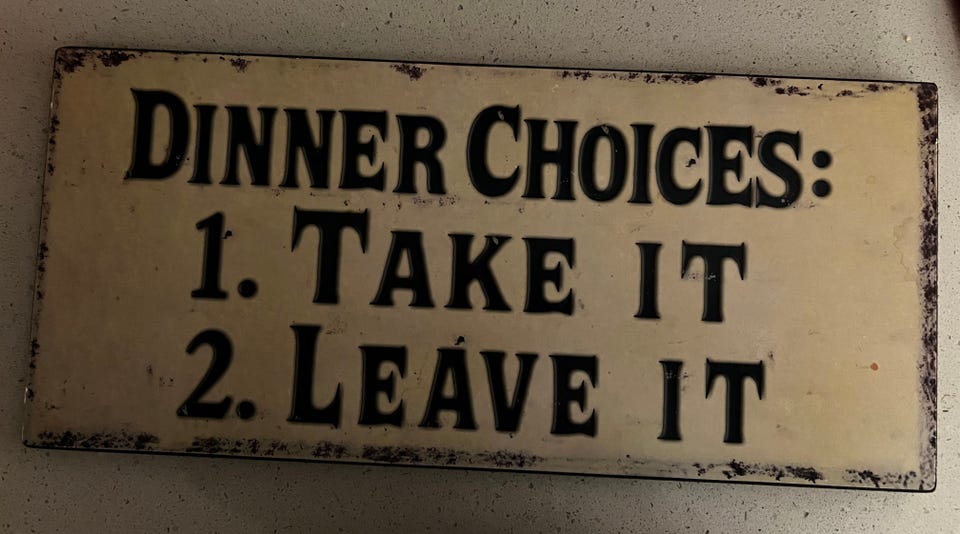 Dinner Choices:
1. Take it
2. Leave it